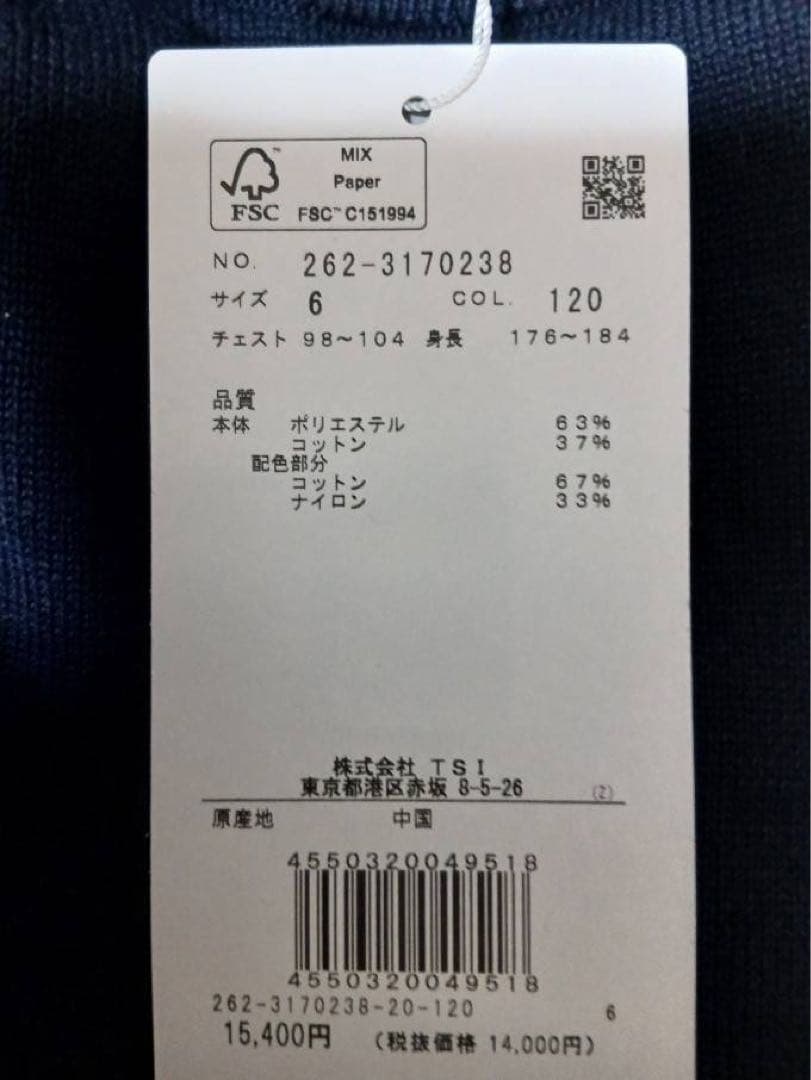 MIX
Paper
FSC™ C151994
FSC
NO. 262-3170238
サイズ 6 COL. 120
チェスト 98〜104 身長 176〜184
品質
本体 ポリエステル 63%
コットン 37%
配色部分
コットン 67%
ナイロン 33%
株式会社 TSI
東京都港区赤坂 8-5-26 (2)
原産地 中国
4550320049518
4550320049518
262-3170238-20-120 6
15,400円 (税抜価格 14,000円)